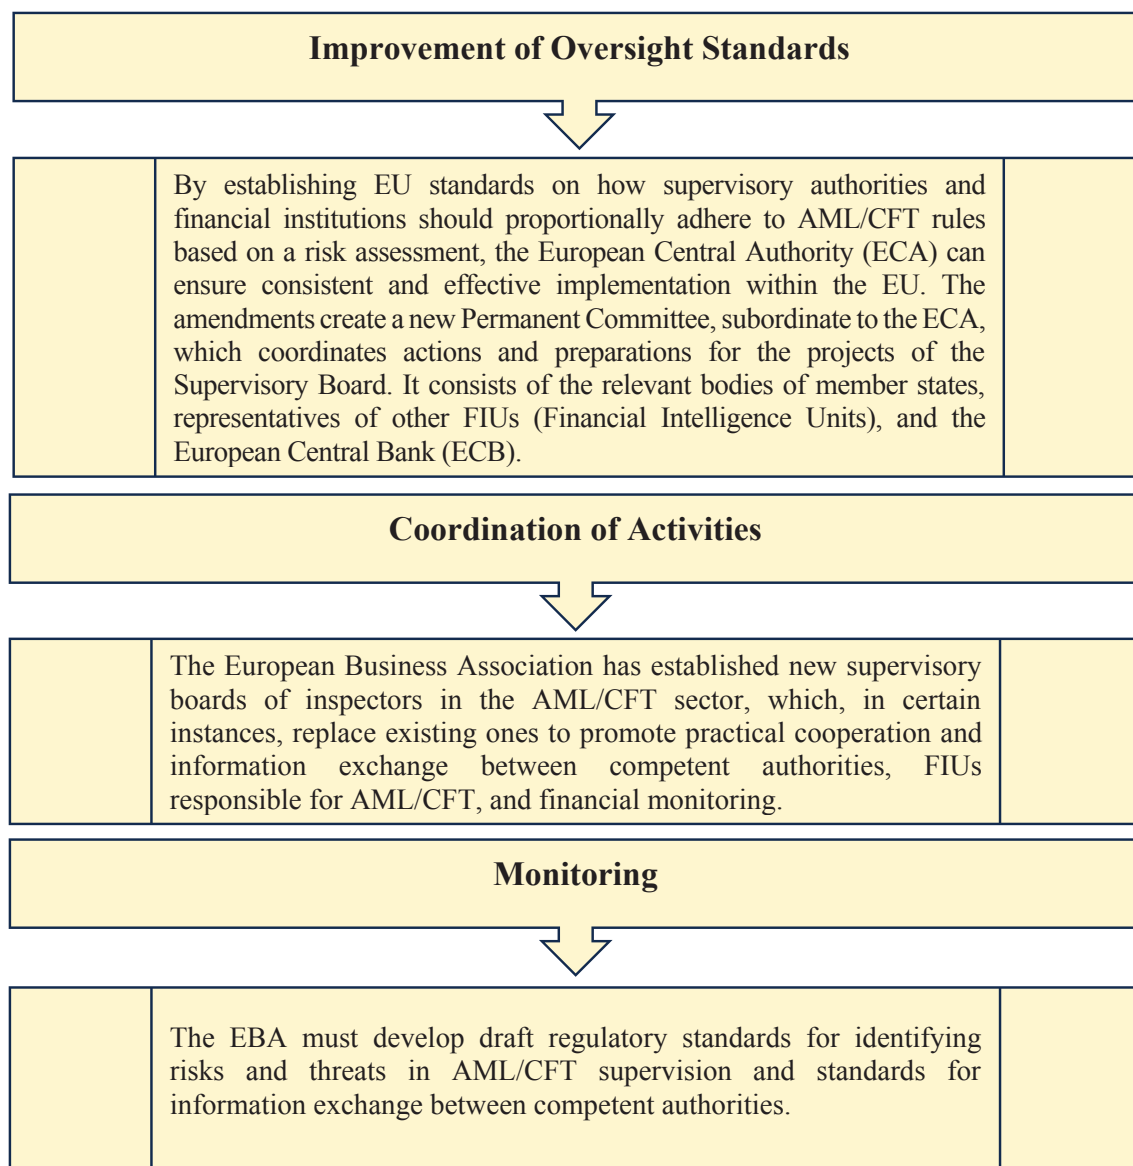 Improvement of Oversight Standards
By establishing EU standards on how supervisory authorities and
financial institutions should proportionally adhere to AML/CFT rules
based on a risk assessment, the European Central Authority (ECA) can
ensure consistent and effective implementation within the EU. The
amendments create a new Permanent Committee, subordinate to the ECA,
which coordinates actions and preparations for the projects of the
Supervisory Board. It consists of the relevant bodies of member states,
representatives of other FIUs (Financial Intelligence Units), and the
European Central Bank (ECB).
Coordination of Activities
The European Business Association has established new supervisory
boards of inspectors in the AML/CFT sector, which, in certain
instances, replace existing ones to promote practical cooperation and
information exchange between competent authorities, FIUs
responsible for AML/CFT, and financial monitoring.
Monitoring
The EBA must develop draft regulatory standards for identifying
risks and threats in AML/CFT supervision and standards for
information exchange between competent authorities.